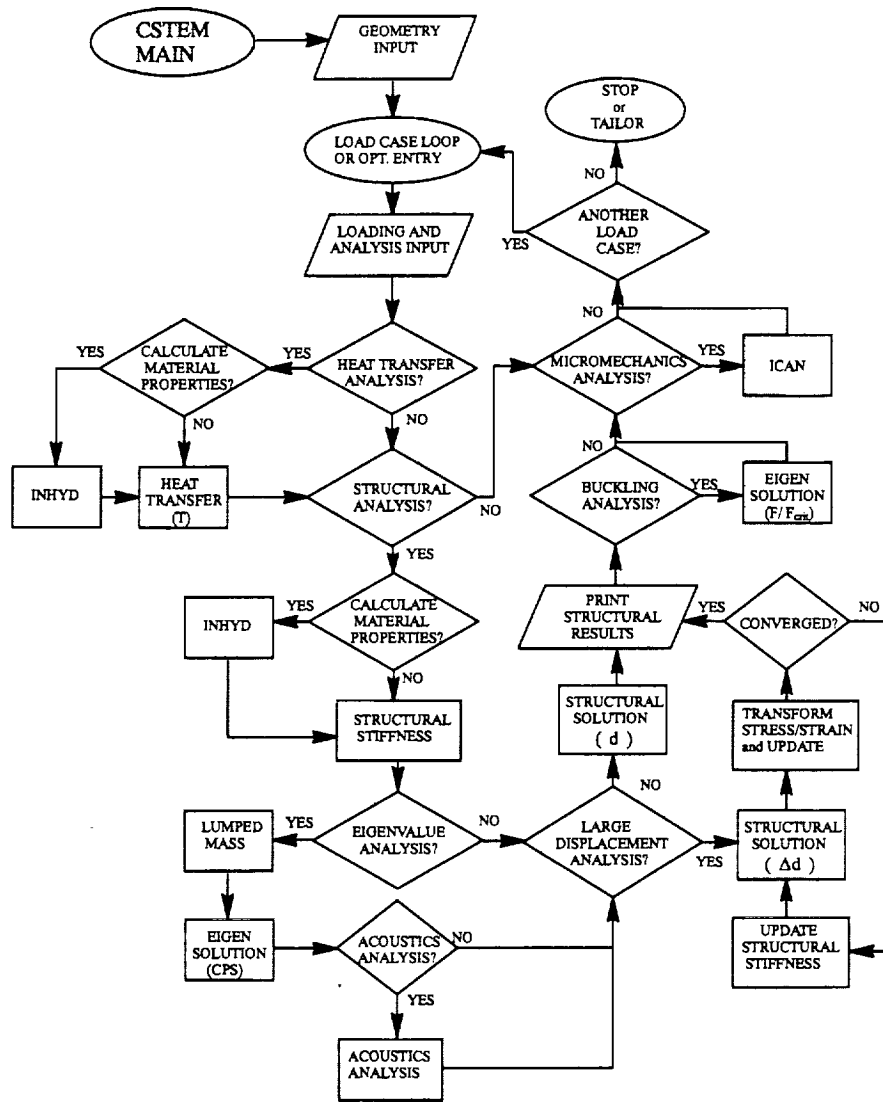 CSTEM
MAIN
GEOMETRY
INPUT
STOP
or
TAILOR
LOAD CASE LOOP
OR OPT. ENTRY
NO
YES
ANOTHER
LOAD
CASE?
LOADING AND
ANALYSIS INPUT
NO
YES
CALCULATE
MATERIAL
PROPERTIES?
YES
HEAT TRANSFER
ANALYSIS?
MICROMECHANICS
ANALYSIS?
YES
ICAN
NO
NO
NO
INHYD
HEAT
TRANSFER
(T)
STRUCTURAL
ANALYSIS?
NO
BUCKLING
ANALYSIS?
YES
EIGEN
SOLUTION
(F/ Fcrit)
YES
INHYD
YES
CALCULATE
MATERIAL
PROPERTIES?
PRINT
STRUCTURAL
RESULTS
YES
CONVERGED?
NO
NO
STRUCTURAL
STIFFNESS
STRUCTURAL
SOLUTION
( d )
TRANSFORM
STRESS/STRAIN
and UPDATE
NO
LUMPED
MASS
YES
EIGENVALUE
ANALYSIS?
NO
LARGE
DISPLACEMENT
ANALYSIS?
YES
STRUCTURAL
SOLUTION
( Δd )
EIGEN
SOLUTION
(CPS)
ACOUSTICS
ANALYSIS?
NO
UPDATE
STRUCTURAL
STIFFNESS
YES
ACOUSTICS
ANALYSIS